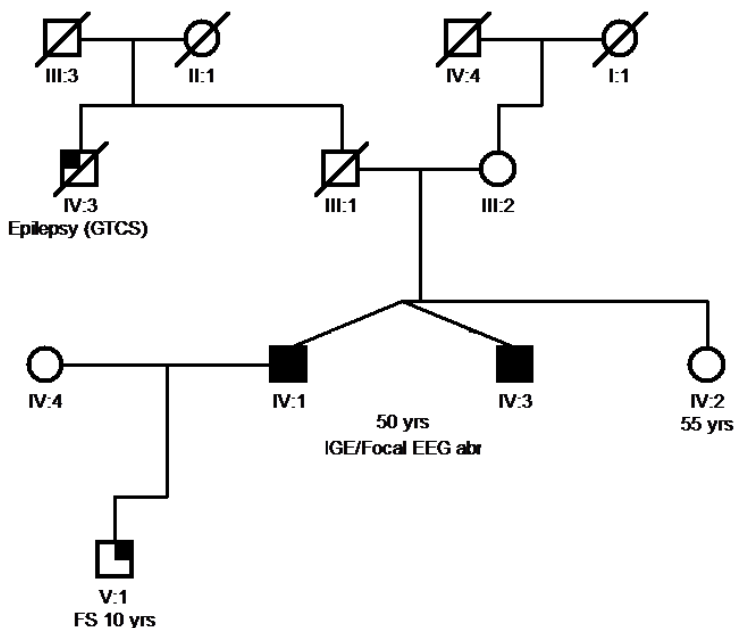 III:3
II:1
IV:4
I:1
IV:3
Epilepsy (GTCS)
III:1
III:2
IV:4
IV:1
IV:3
IV:2
50 yrs
55 yrs
IGE/Focal EEG abr
V:1
FS 10 yrs